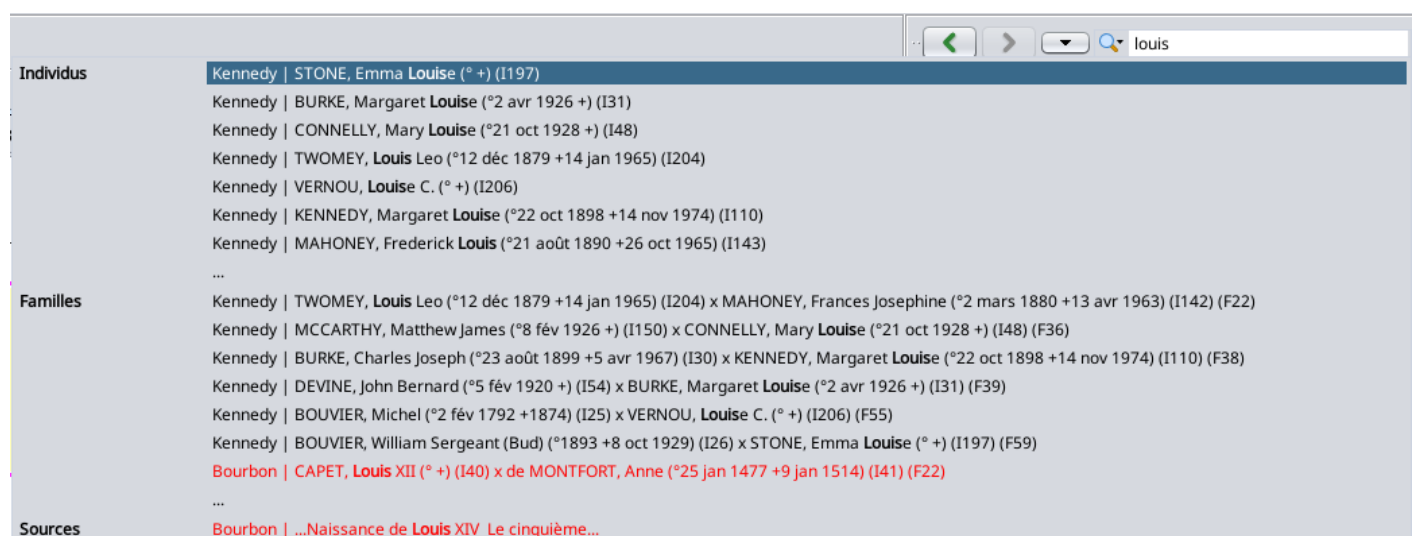 louis
Individus Kennedy | STONE, Emma Louise (° +) (I197)
Kennedy | BURKE, Margaret Louise (°2 avr 1926 +) (I31)
Kennedy | CONNELLY, Mary Louise (°21 oct 1928 +) (I48)
Kennedy | TWOMEY, Louis Leo (°12 déc 1879 +14 jan 1965) (I204)
Kennedy | VERNOU, Louise C. (° +) (I206)
Kennedy | KENNEDY, Margaret Louise (°22 oct 1898 +14 nov 1974) (I110)
Kennedy | MAHONEY, Frederick Louis (°21 août 1890 +26 oct 1965) (I143)
...
Familles Kennedy | TWOMEY, Louis Leo (°12 déc 1879 +14 jan 1965) (I204) x MAHONEY, Frances Josephine (°2 mars 1880 +13 avr 1963) (I142) (F22)
Kennedy | MCCARTHY, Matthew James (°8 fév 1926 +) (I150) x CONNELLY, Mary Louise (°21 oct 1928 +) (I48) (F36)
Kennedy | BURKE, Charles Joseph (°23 août 1899 +5 avr 1967) (I30) x KENNEDY, Margaret Louise (°22 oct 1898 +14 nov 1974) (I110) (F38)
Kennedy | DEVINE, John Bernard (°5 fév 1920 +) (I54) x BURKE, Margaret Louise (°2 avr 1926 +) (I31) (F39)
Kennedy | BOUVIER, Michel (°2 fév 1792 +1874) (I25) x VERNOU, Louise C. (° +) (I206) (F55)
Kennedy | BOUVIER, William Sergeant (Bud) (°1893 +8 oct 1929) (I26) x STONE, Emma Louise (° +) (I197) (F59)
Bourbon | CAPET, Louis XII (° +) (I40) x de MONTFORT, Anne (°25 jan 1477 +9 jan 1514) (I41) (F22)
...
Sources Bourbon | ...Naissance de Louis XIV Le cinquième...